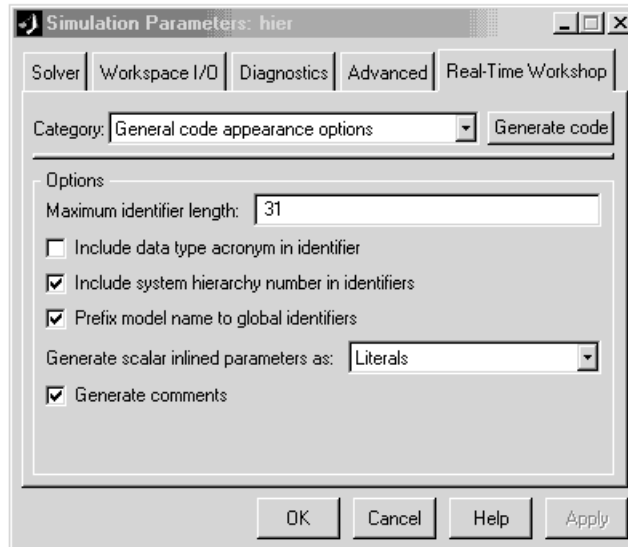 Simulation Parameters: hier
Solver Workspace I/O Diagnostics Advanced Real-Time Workshop
Category: General code appearance options Generate code
Options
Maximum identifier length: 31
Include data type acronym in identifier
Include system hierarchy number in identifiers
Prefix model name to global identifiers
Generate scalar inlined parameters as: Literals
Generate comments
OK Cancel Help Apply